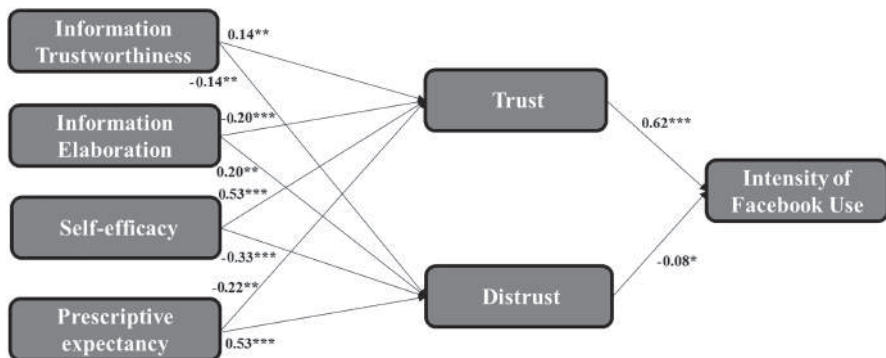 Information
Trustworthiness
0.14**
-0.14**
Information
Elaboration
-0.20***
0.20**
Self-efficacy
0.53***
-0.33***
Prescriptive
expectancy
-0.22**
0.53***
Trust
Distrust
0.62***
-0.08*
Intensity of
Facebook Use